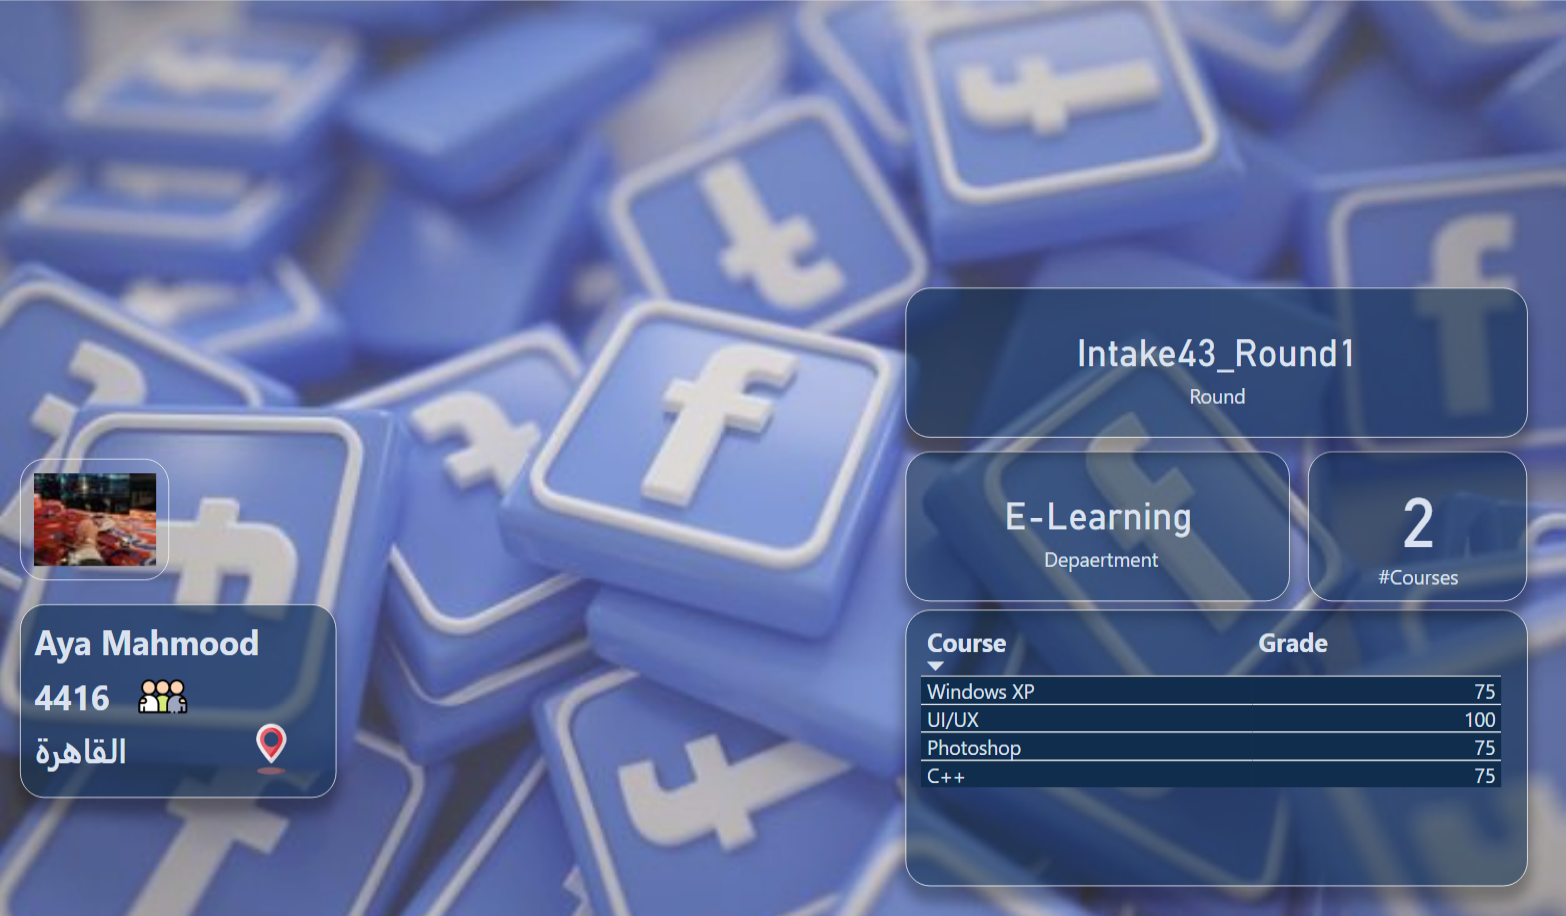 Intake43_Round1
Round
E-Learning
Depaertment
2
#Courses
Aya Mahmood
4416
القاهرة
Course Grade
Windows XP 75
UI/UX 100
Photoshop 75
C++ 75